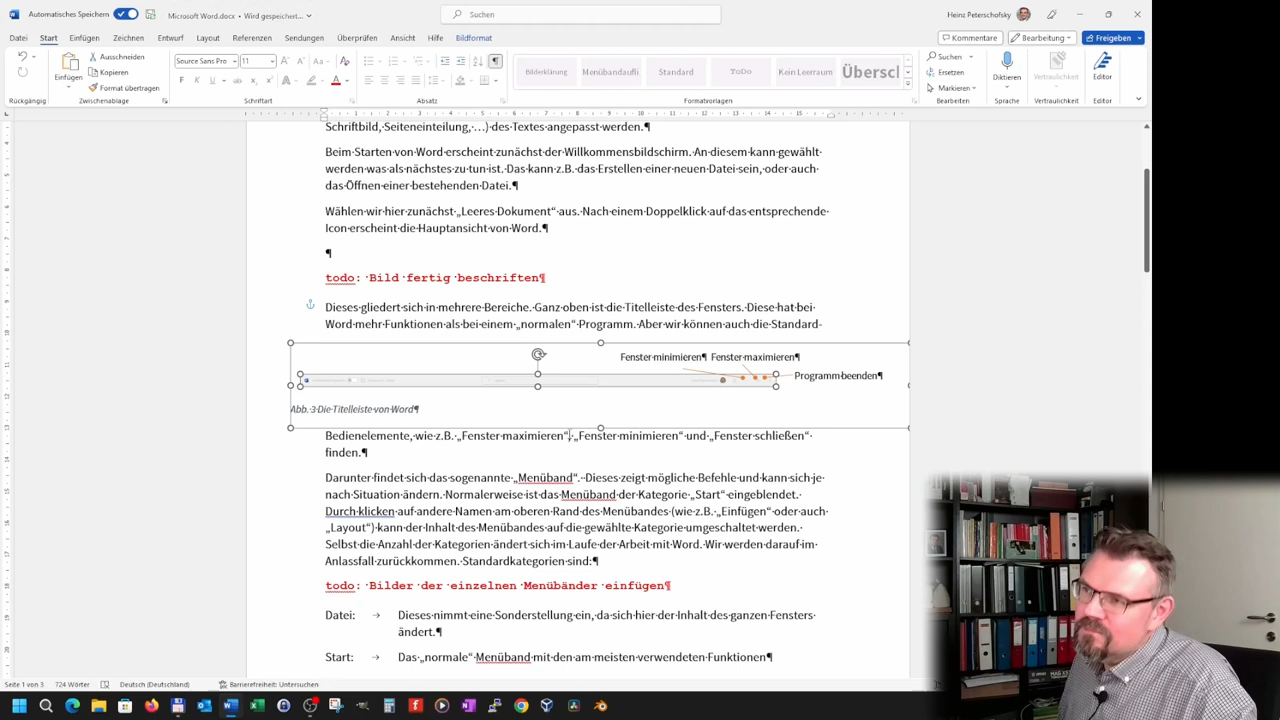 Automatisches Speichern
Microsoft Word.docx • Wird gespeichert...
Suchen
Heinz Peterschofsky
Datei Start Einfügen Zeichnen Entwurf Layout Referenzen Sendungen Überprüfen Ansicht Hilfe Bildformat
Kommentare Bearbeitung Freigeben
Einfügen
Ausschneiden
Kopieren
Format übertragen
Source Sans Pro 11
Bilderklärung Menübandaufli Standard ToDo Kein Leerraum Überscl
Suchen
Ersetzen
Markieren
Diktieren Vertraulichkeit Editor
Rückgängig Zwischenablage Schriftart Absatz Formatvorlagen Bearbeiten Sprache Vertraulichkeit Editor
Schriftbild, Seiteneinteilung, ...) des Textes angepasst werden.¶
Beim Starten von Word erscheint zunächst der Willkommensbildschirm. An diesem kann gewählt
werden was als nächstes zu tun ist. Das kann z.B. das Erstellen einer neuen Datei sein, oder auch
das Öffnen einer bestehenden Datei.¶
Wählen wir hier zunächst „Leeres Dokument“ aus. Nach einem Doppelklick auf das entsprechende
Icon erscheint die Hauptansicht von Word.¶
¶
todo: Bild fertig beschriften¶
Dieses gliedert sich in mehrere Bereiche. Ganz oben ist die Titelleiste des Fensters. Diese hat bei
Word mehr Funktionen als bei einem „normalen“ Programm. Aber wir können auch die Standard-
Fenster minimieren¶ Fenster maximieren¶
Programm beenden¶
Abb. 3 Die Titelleiste von Word¶
Bedienelemente, wie z.B. „Fenster maximieren“, „Fenster minimieren“ und „Fenster schließen“
finden.¶
Darunter findet sich das sogenannte „Menüband“. Dieses zeigt mögliche Befehle und kann sich je
nach Situation ändern. Normalerweise ist das Menüband der Kategorie „Start“ eingeblendet.
Durch klicken auf andere Namen am oberen Rand des Menübandes (wie z.B. „Einfügen“ oder auch
„Layout“) kann der Inhalt des Menübandes auf die gewählte Kategorie umgeschaltet werden.
Selbst die Anzahl der Kategorien ändert sich im Laufe der Arbeit mit Word. Wir werden darauf im
Anlassfall zurückkommen. Standardkategorien sind:¶
todo: Bilder der einzelnen Menübänder einfügen¶
Datei: → Dieses nimmt eine Sonderstellung ein, da sich hier der Inhalt des ganzen Fensters
ändert.¶
Start: → Das „normale“ Menüband mit den am meisten verwendeten Funktionen¶
Seite 1 von 3 724 Wörter Deutsch (Deutschland) Barrierefreiheit: Untersuchen